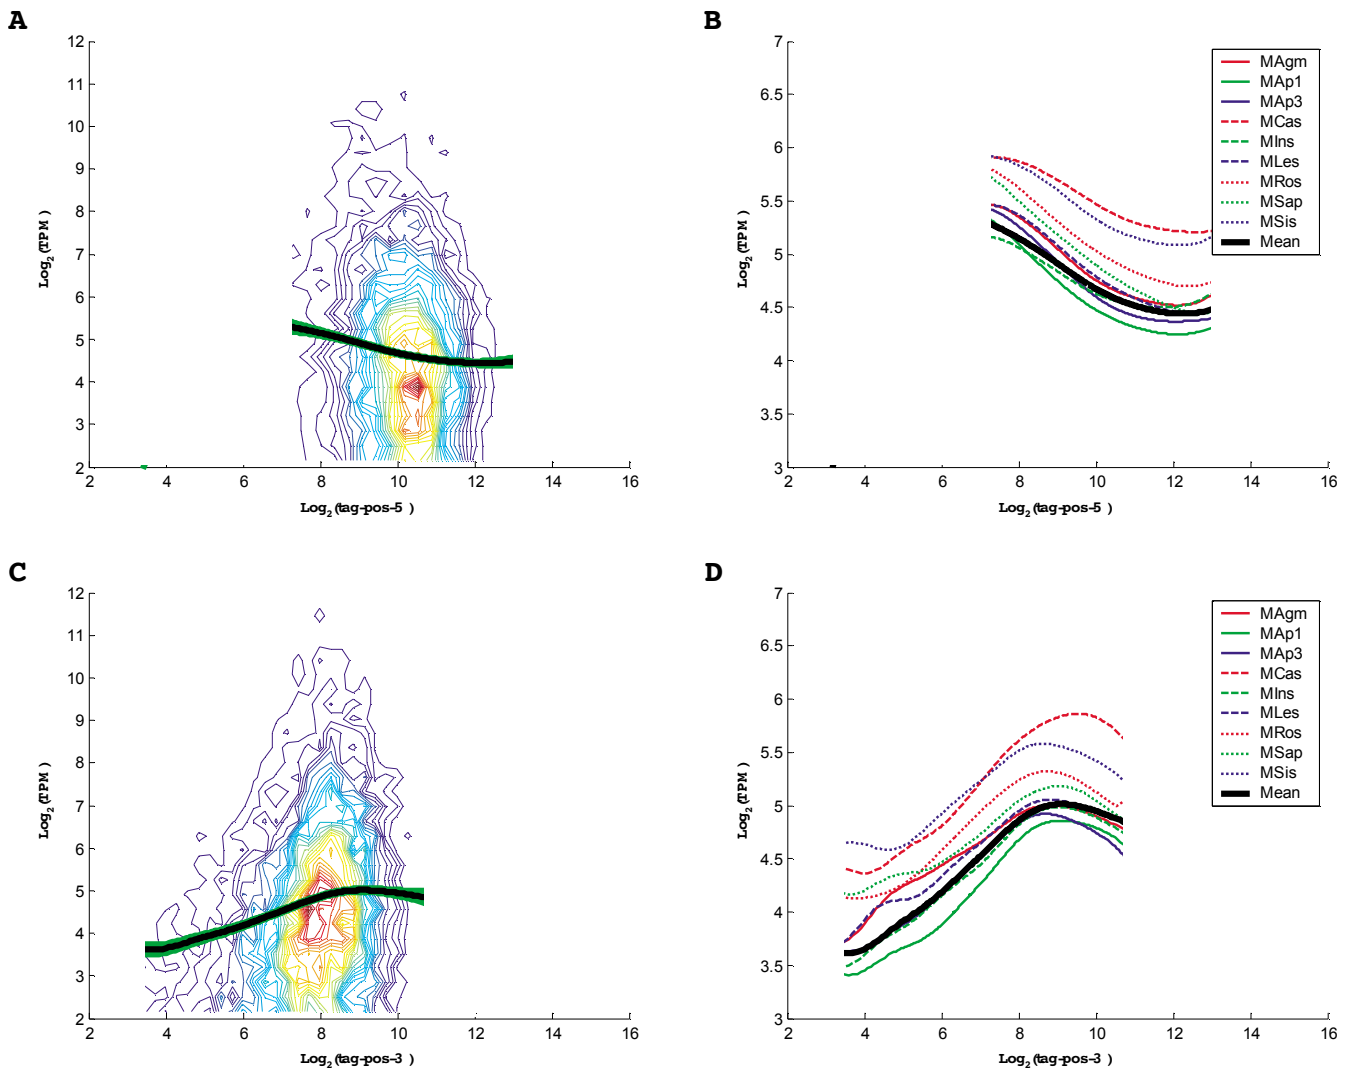 A
12
11
10
9
8
7
6
5
4
3
2
2 4 6 8 10 12 14 16
Log2(TPM)
Log2(tag-pos-5 )
B
7
6.5
6
5.5
5
4.5
4
3.5
3
2 4 6 8 10 12 14 16
Log2(TPM)
Log2(tag-pos-5 )
MAgm
MAp1
MAp3
MCas
MIns
MLes
MRos
MSap
MSis
Mean
C
12
11
10
9
8
7
6
5
4
3
2
2 4 6 8 10 12 14 16
Log2(TPM)
Log2(tag-pos-3 )
D
7
6.5
6
5.5
5
4.5
4
3.5
3
2 4 6 8 10 12 14 16
Log2(TPM)
Log2(tag-pos-3 )
MAgm
MAp1
MAp3
MCas
MIns
MLes
MRos
MSap
MSis
Mean